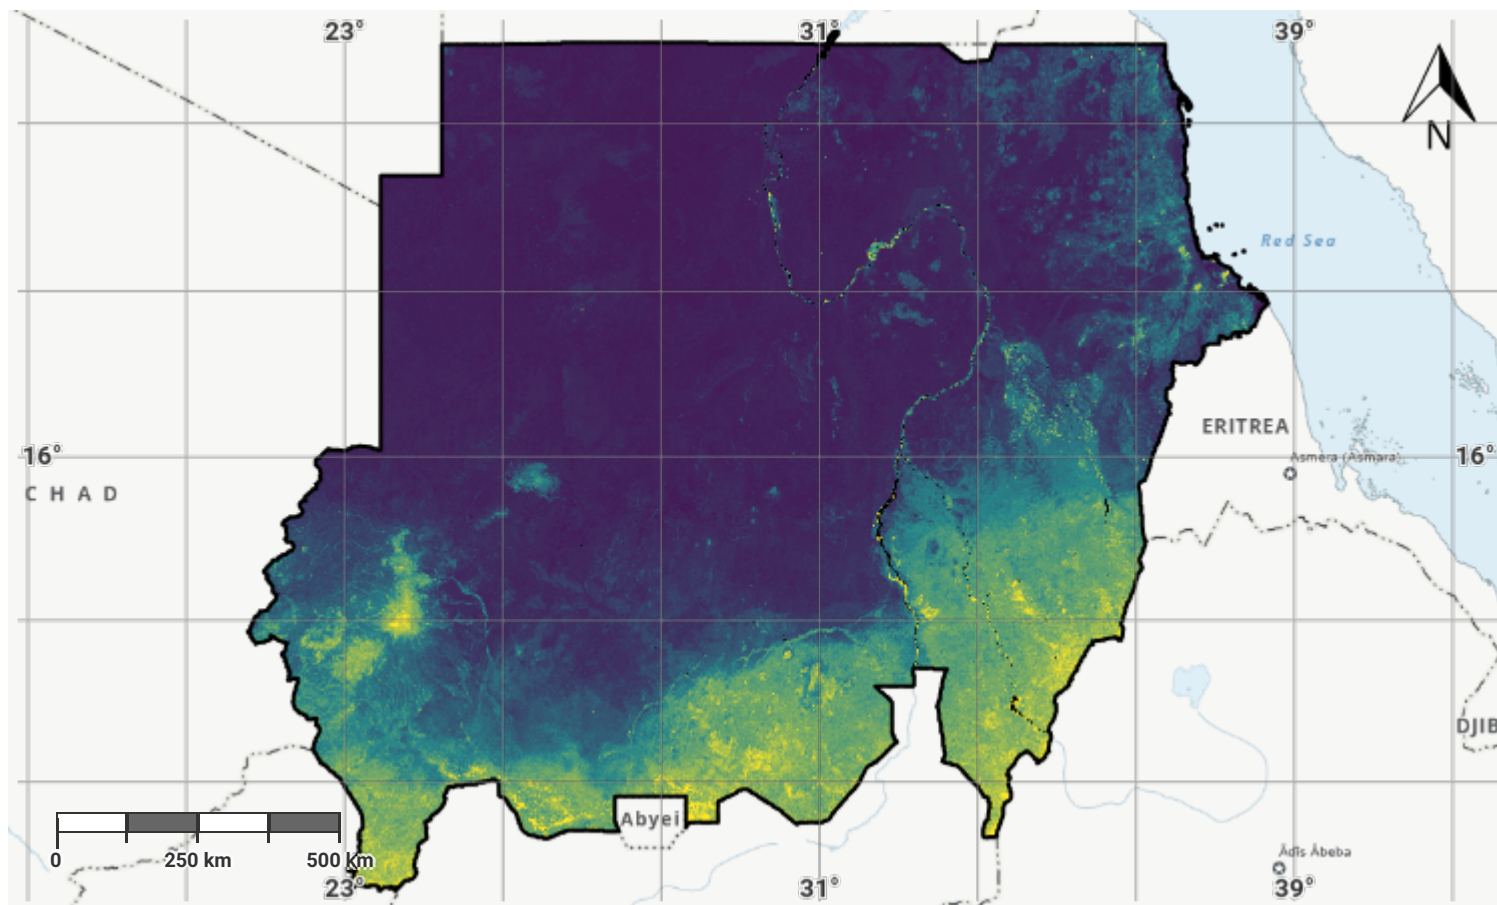 23° 31° 39°
N
Red Sea
ERITREA
16° Asmera (Asmara) 16°
CHAD
DJIB
Abyei
0 250 km 500 km
Ādīs Ābeba
23° 31° 39°